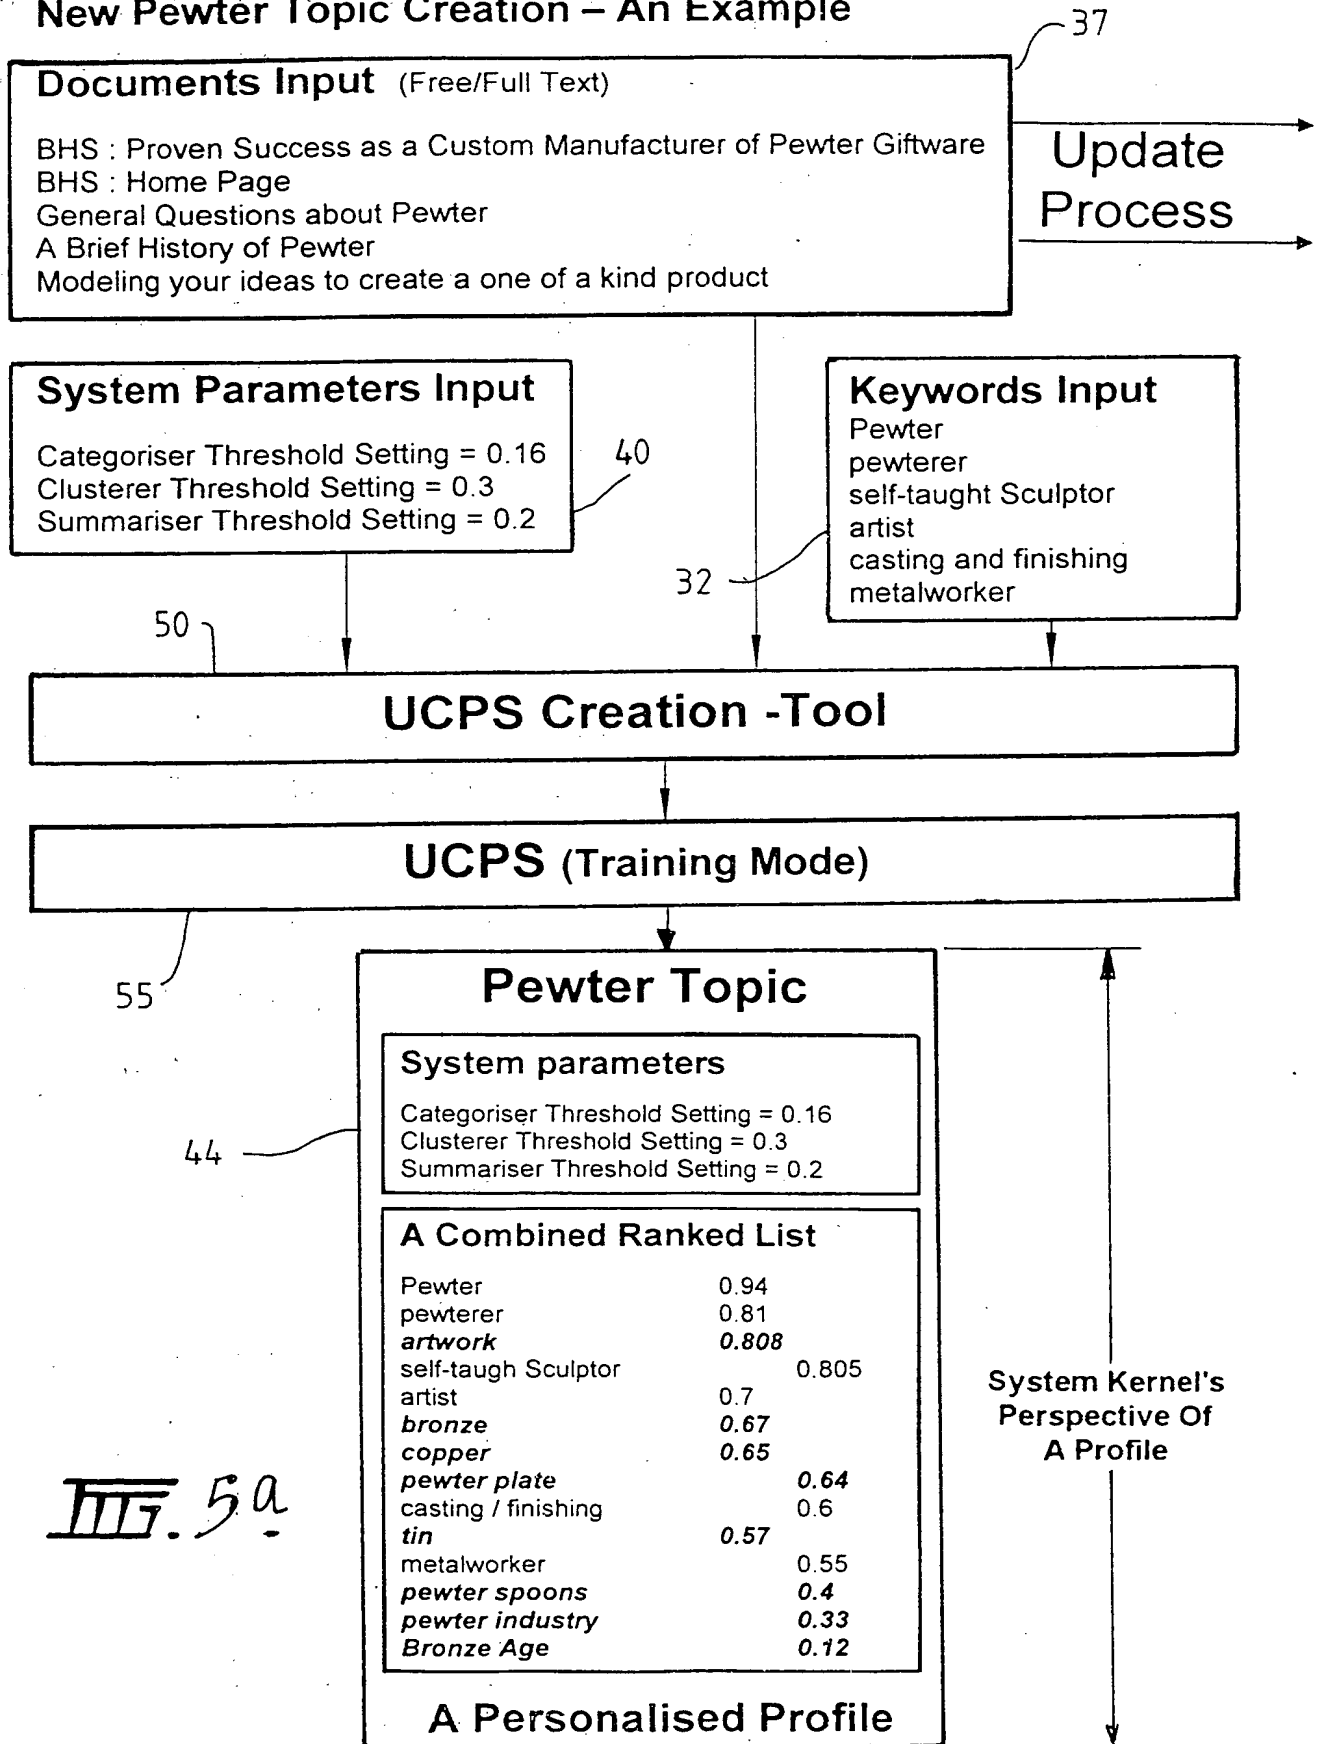 New Pewter Topic Creation – An Example
37
Documents Input (Free/Full Text)
BHS : Proven Success as a Custom Manufacturer of Pewter Giftware
BHS : Home Page
General Questions about Pewter
A Brief History of Pewter
Modeling your ideas to create a one of a kind product
Update
Process
System Parameters Input
Categoriser Threshold Setting = 0.16
Clusterer Threshold Setting = 0.3
Summariser Threshold Setting = 0.2
40
Keywords Input
Pewter
pewterer
self-taught Sculptor
artist
casting and finishing
metalworker
32
50
UCPS Creation -Tool
UCPS (Training Mode)
55
Pewter Topic
System parameters
Categoriser Threshold Setting = 0.16
Clusterer Threshold Setting = 0.3
Summariser Threshold Setting = 0.2
44
A Combined Ranked List
Pewter 0.94
pewterer 0.81
artwork 0.808
self-taugh Sculptor 0.805
artist 0.7
bronze 0.67
copper 0.65
pewter plate 0.64
casting / finishing 0.6
tin 0.57
metalworker 0.55
pewter spoons 0.4
pewter industry 0.33
Bronze Age 0.12
A Personalised Profile
System Kernel's
Perspective Of
A Profile
FIG. 5a